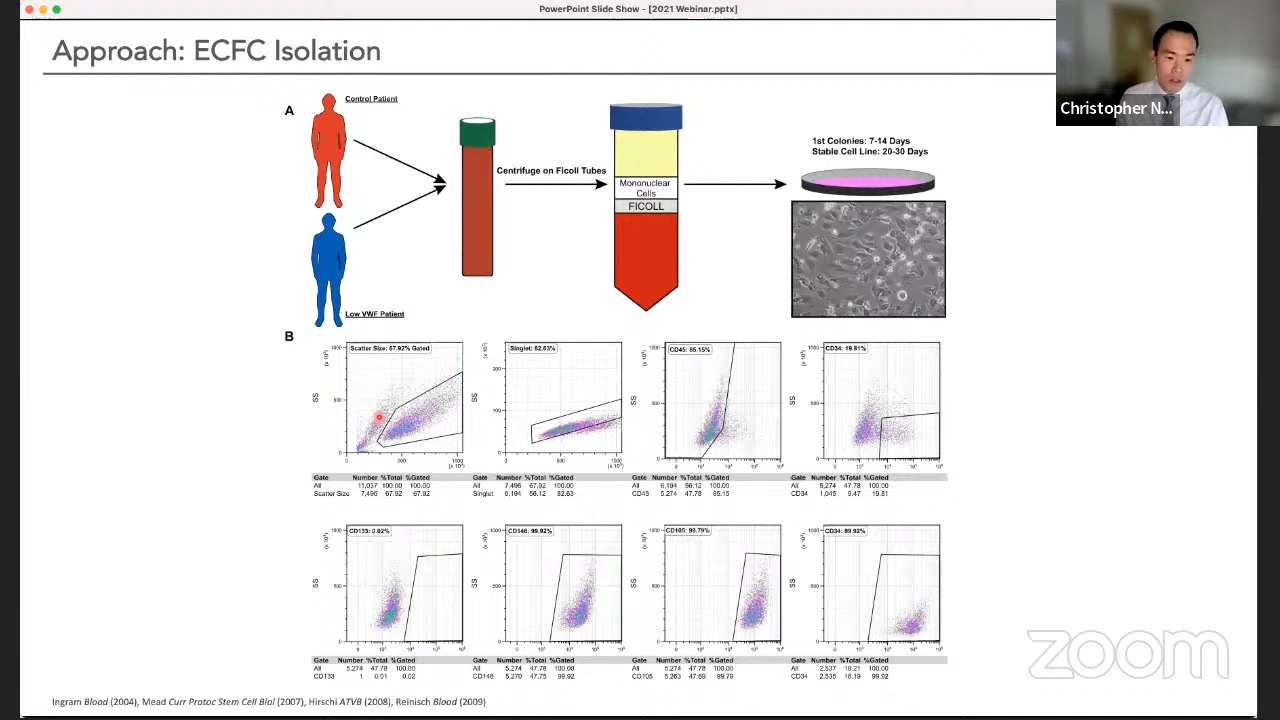 PowerPoint Slide Show - [2021 Webinar.pptx]
Approach: ECFC Isolation
Christopher N...
A
Control Patient
Low VWF Patient
Centrifuge on Ficoll Tubes
Mononuclear
Cells
FICOLL
1st Colonies: 7-14 Days
Stable Cell Line: 20-30 Days
B
Scatter Size: 67.92% Gated
Singlet: 82.63%
CD45: 85.15%
CD34: 19.81%
SS SS SS SS
Gate Number %Total %Gated
All 11,037 100.00 100.00
Scatter Size 7,496 67.92 67.92
Gate Number %Total %Gated
All 7,496 67.92 100.00
Singlet 6,194 56.12 82.63
Gate Number %Total %Gated
All 6,194 56.12 100.00
CD45 5,274 47.78 85.15
Gate Number %Total %Gated
All 5,274 47.78 100.00
CD34 1,045 9.47 19.81
CD133: 0.02%
CD146: 99.92%
CD105: 99.79%
CD34: 99.92%
SS SS SS SS
Gate Number %Total %Gated
All 5,274 47.78 100.00
CD133 1 0.01 0.02
Gate Number %Total %Gated
All 5,274 47.78 100.00
CD146 5,270 47.75 99.92
Gate Number %Total %Gated
All 5,274 47.78 100.00
CD105 5,263 47.69 99.79
Gate Number %Total %Gated
All 2,537 18.21 100.00
CD34 2,535 18.19 99.92
zoom
Ingram Blood (2004), Mead Curr Protoc Stem Cell Biol (2007), Hirschi ATVB (2008), Reinisch Blood (2009)